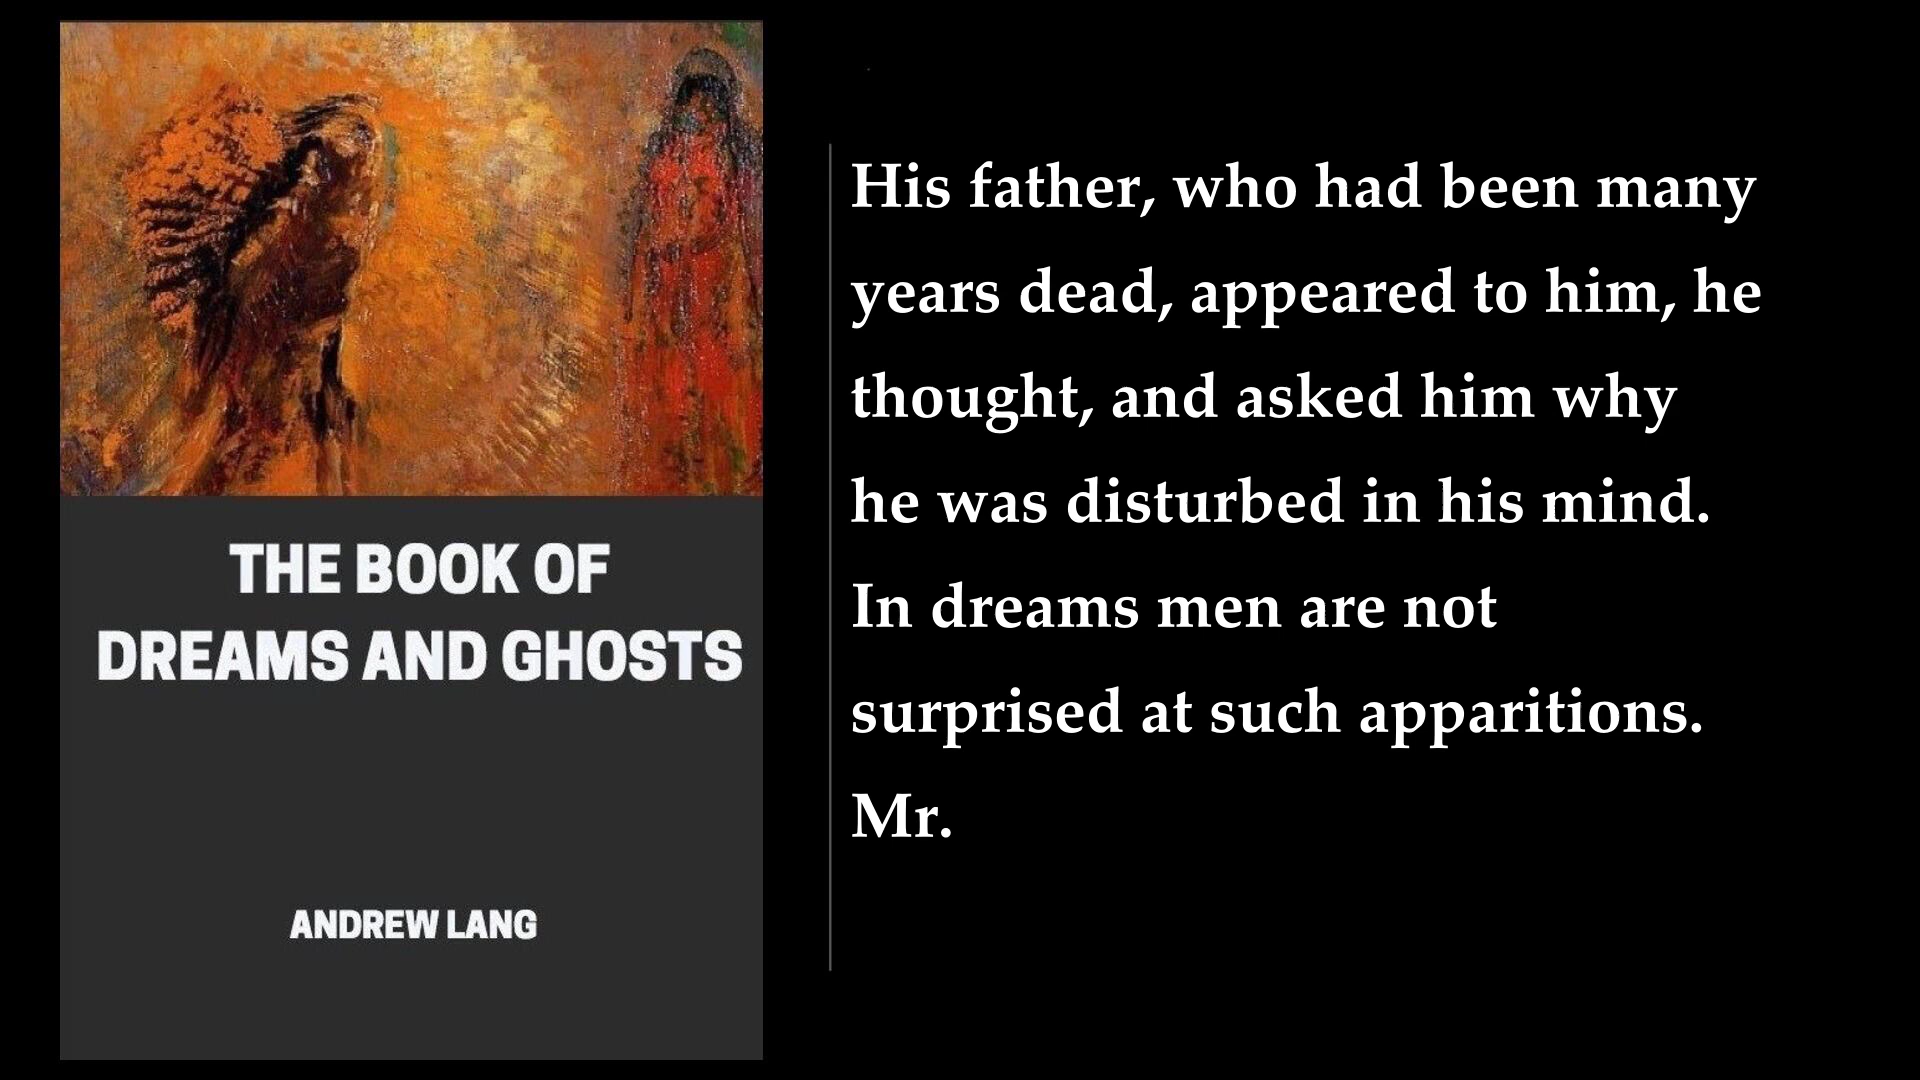 THE BOOK OF
DREAMS AND GHOSTS
ANDREW LANG
His father, who had been many
years dead, appeared to him, he
thought, and asked him why
he was disturbed in his mind.
In dreams men are not
surprised at such apparitions.
Mr.